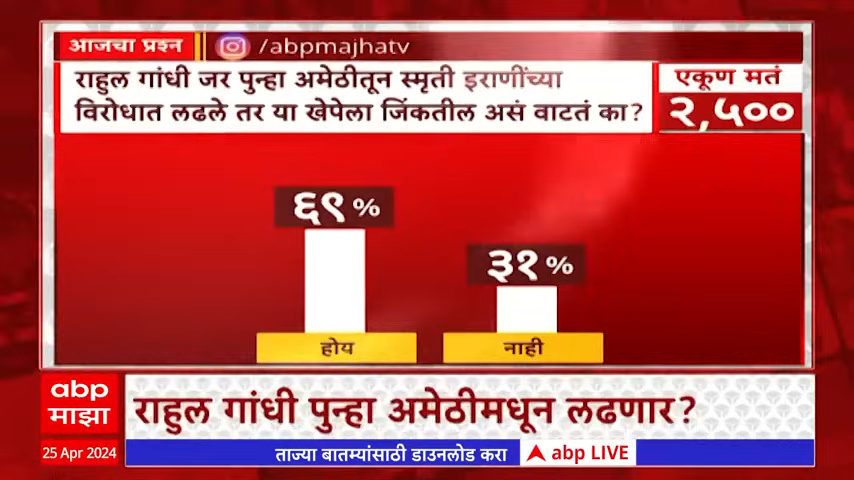 आजचा प्रश्न
/abpmajhatv
राहुल गांधी जर पुन्हा अमेठीतून स्मृती इराणींच्या
विरोधात लढले तर या खेपेला जिंकतील असं वाटतं का?
एकूण मतं
२,५००
६९%
३१%
होय
नाही
abp
माझा
राहुल गांधी पुन्हा अमेठीमधून लढणार?
25 Apr 2024
ताज्या बातम्यांसाठी डाउनलोड करा
abp LIVE